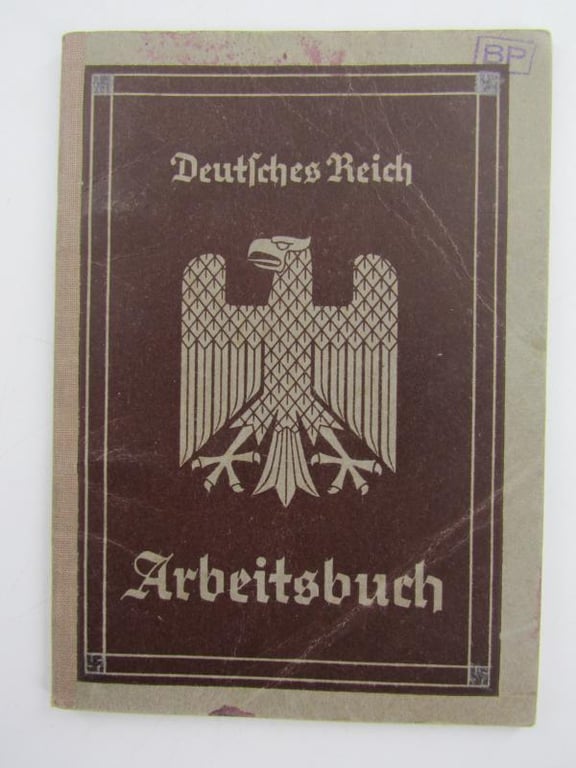 BP
Deutsches Reich
Arbeitsbuch